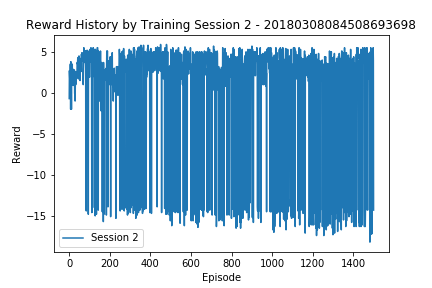 Reward History by Training Session 2 - 20180308084508693698
5
0
−5
−10
−15
Reward
Session 2
0 200 400 600 800 1000 1200 1400
Episode